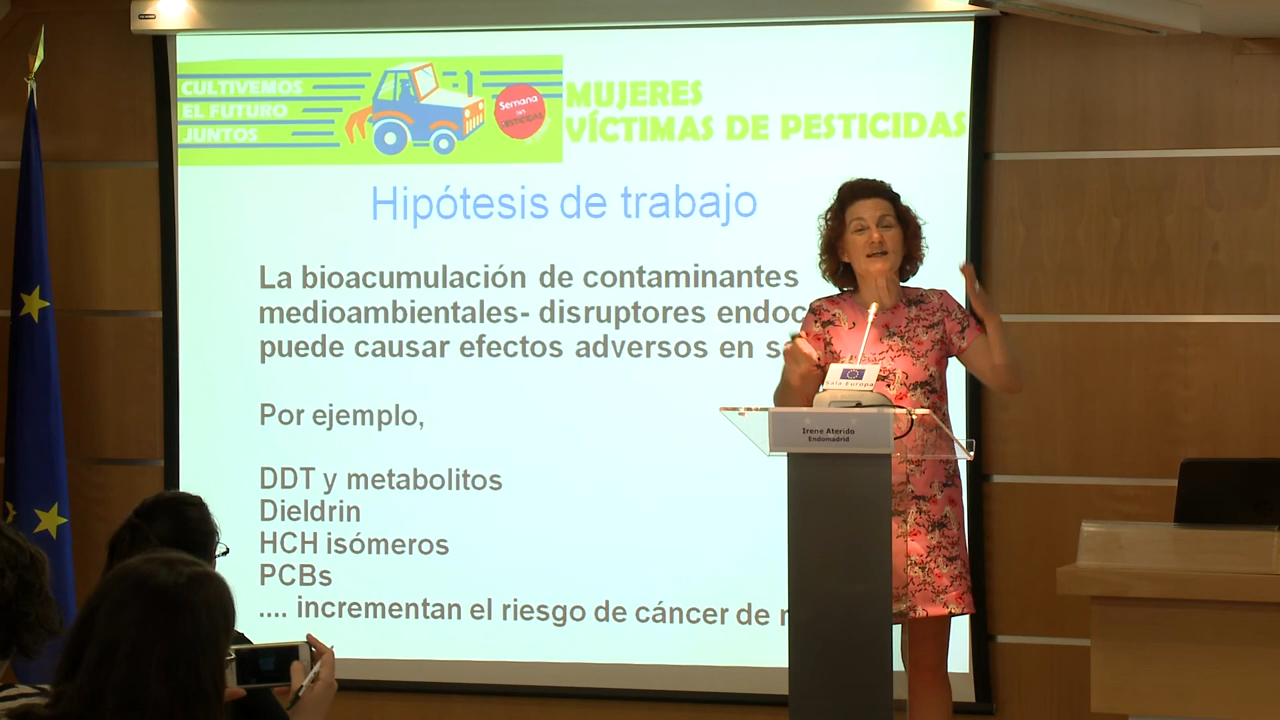 CULTIVEMOS
EL FUTURO
JUNTOS
Semana
PESTICIDAS
MUJERES
VÍCTIMAS DE PESTICIDAS
Hipótesis de trabajo
La bioacumulación de contaminantes
medioambientales- disruptores endoc
puede causar efectos adversos en s
Por ejemplo,
DDT y metabolitos
Dieldrin
HCH isómeros
PCBs
.... incrementan el riesgo de cáncer de
Sala Europa
Irene Aterido
Endomadrid